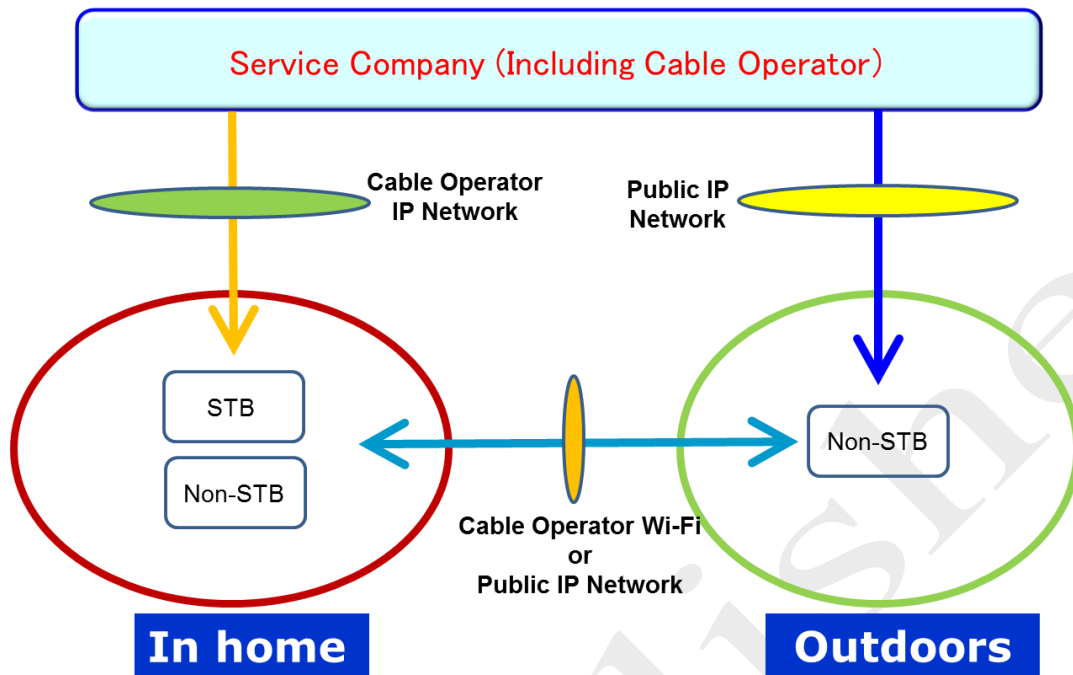 Service Company (Including Cable Operator)
Cable Operator
IP Network
Public IP
Network
STB
Non-STB
Non-STB
Cable Operator Wi-Fi
or
Public IP Network
In home
Outdoors